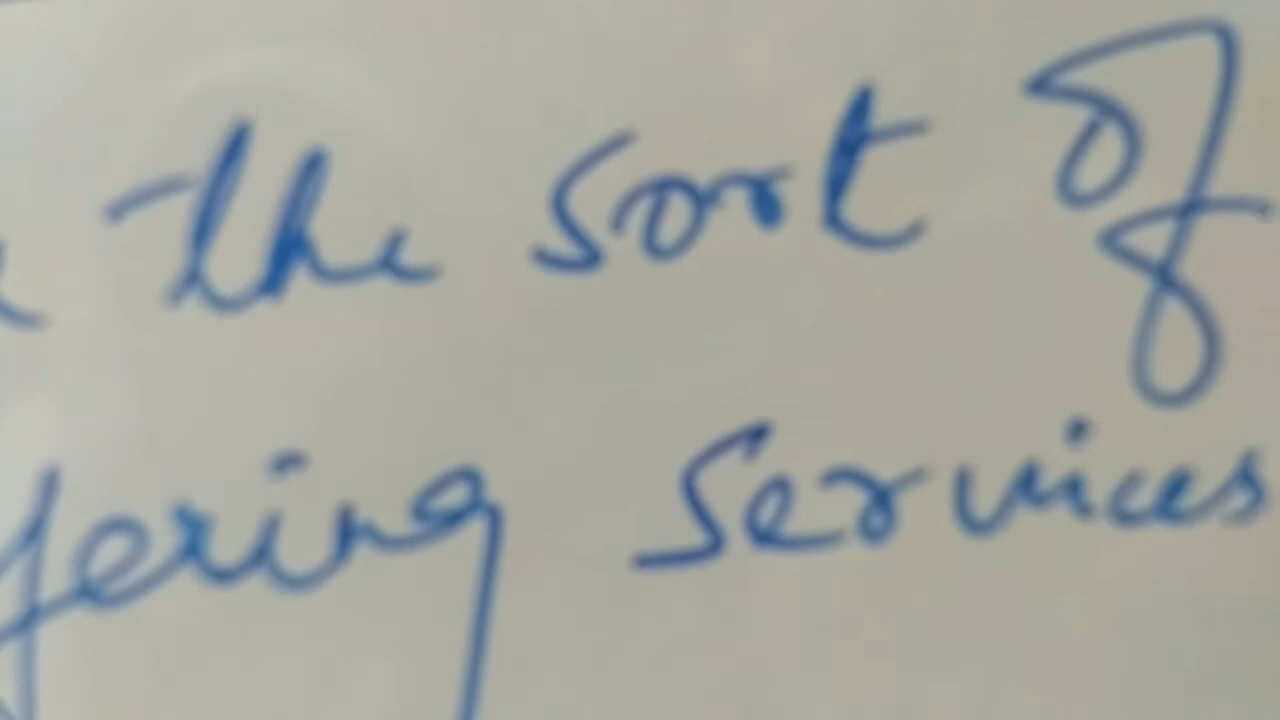 the sort of
fering services